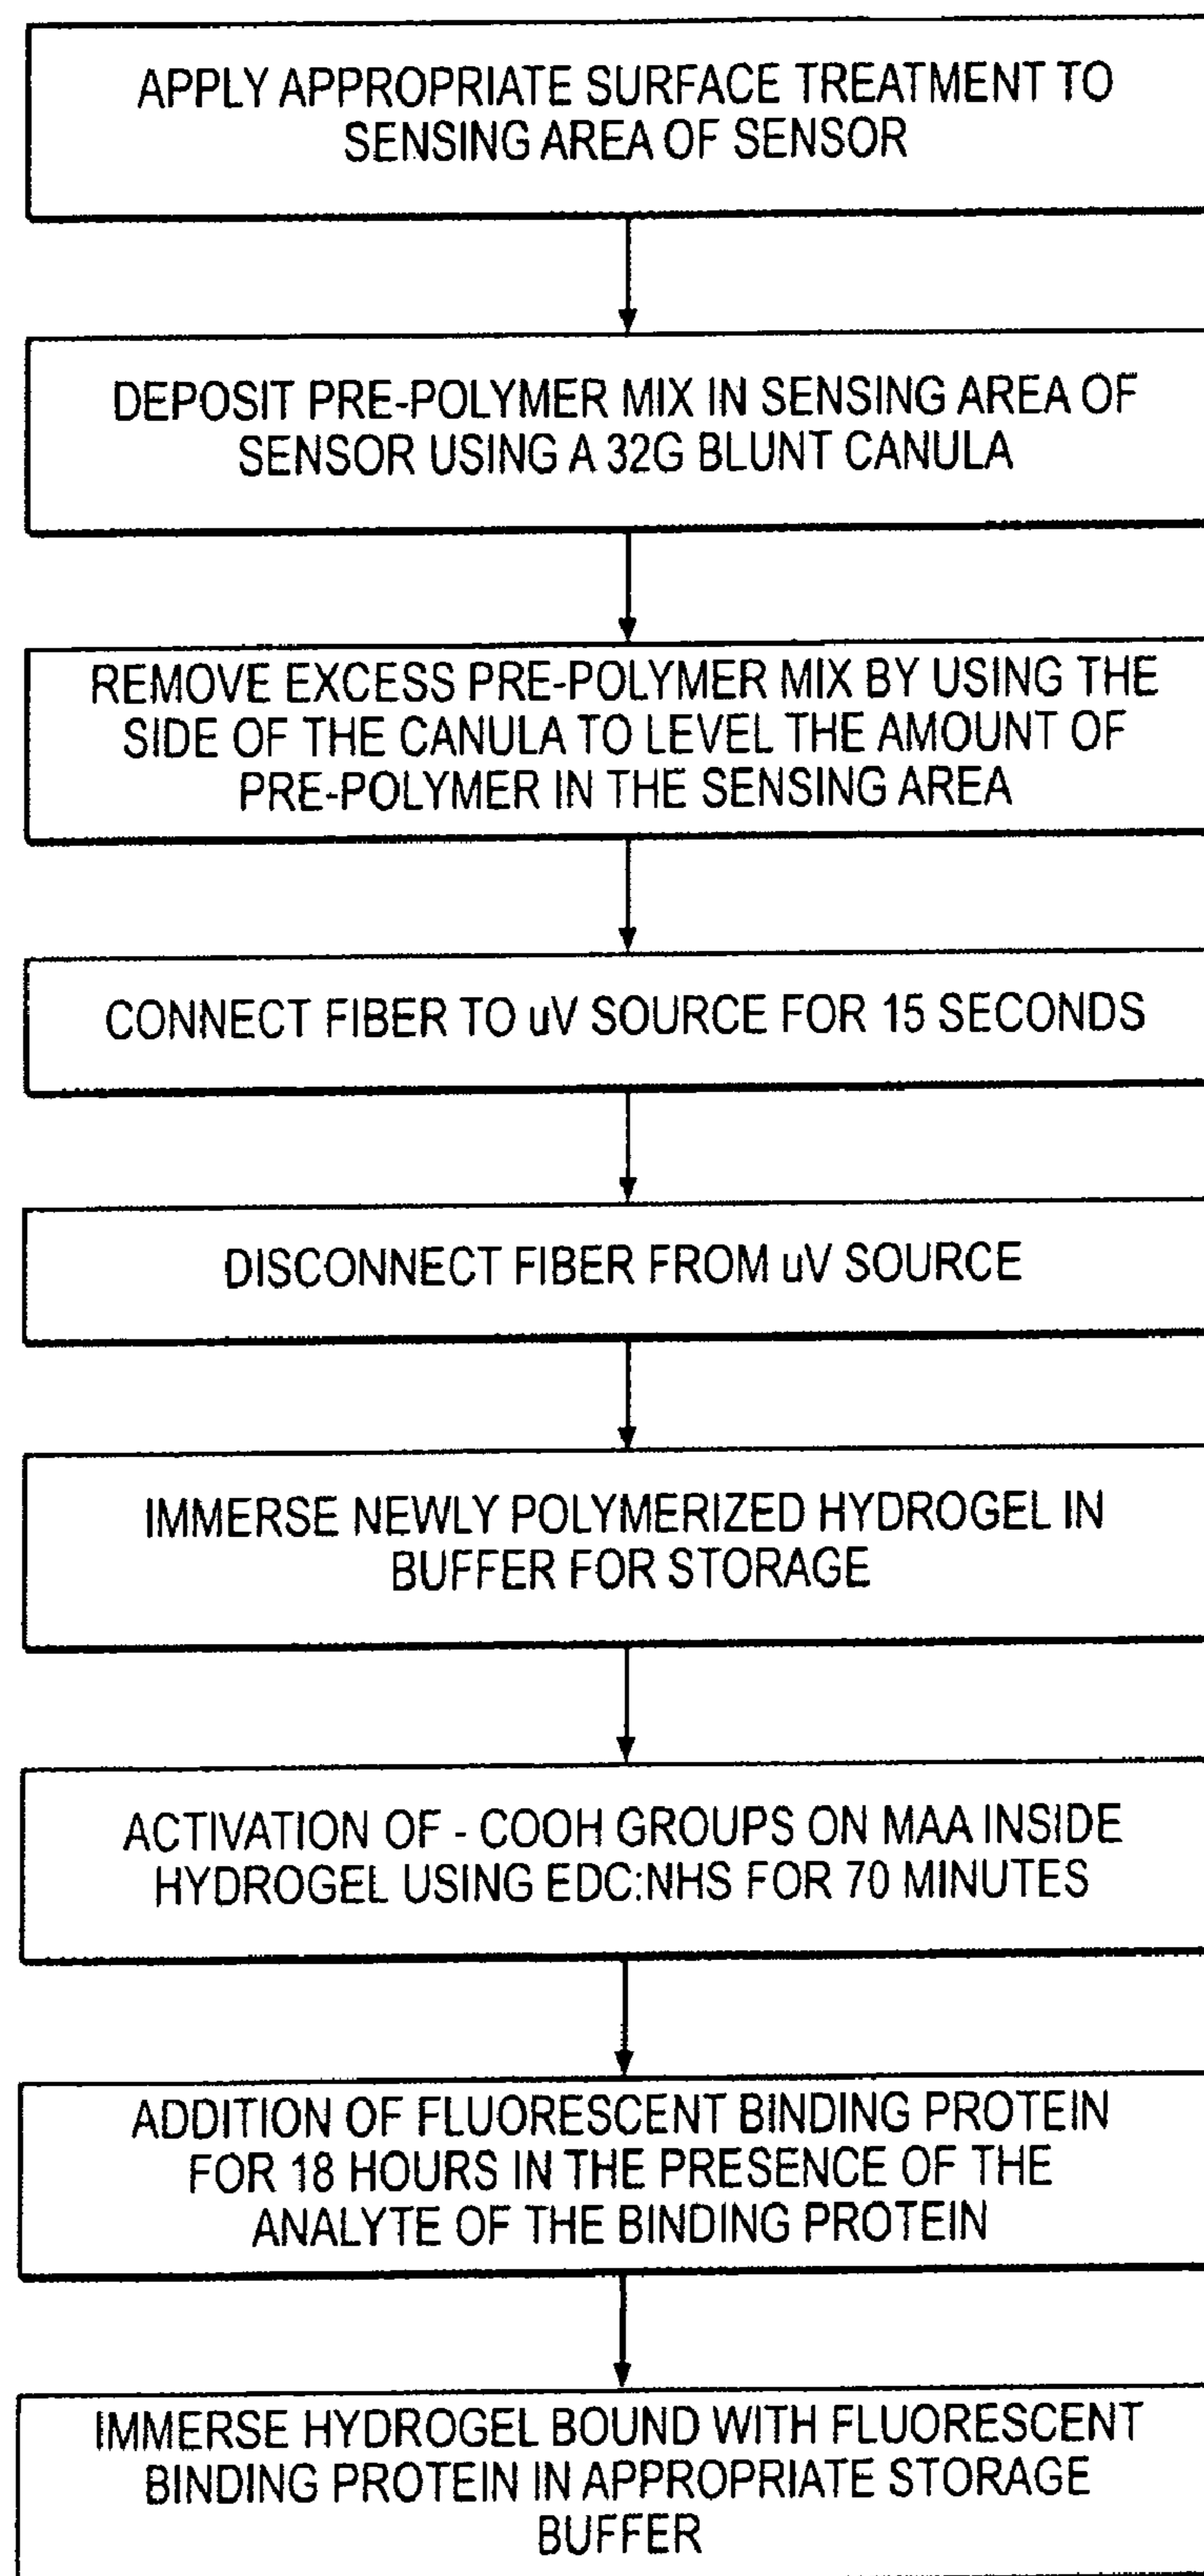 APPLY APPROPRIATE SURFACE TREATMENT TO
SENSING AREA OF SENSOR
DEPOSIT PRE-POLYMER MIX IN SENSING AREA OF
SENSOR USING A 32G BLUNT CANULA
REMOVE EXCESS PRE-POLYMER MIX BY USING THE
SIDE OF THE CANULA TO LEVEL THE AMOUNT OF
PRE-POLYMER IN THE SENSING AREA
CONNECT FIBER TO uV SOURCE FOR 15 SECONDS
DISCONNECT FIBER FROM uV SOURCE
IMMERSE NEWLY POLYMERIZED HYDROGEL IN
BUFFER FOR STORAGE
ACTIVATION OF - COOH GROUPS ON MAA INSIDE
HYDROGEL USING EDC:NHS FOR 70 MINUTES
ADDITION OF FLUORESCENT BINDING PROTEIN
FOR 18 HOURS IN THE PRESENCE OF THE
ANALYTE OF THE BINDING PROTEIN
IMMERSE HYDROGEL BOUND WITH FLUORESCENT
BINDING PROTEIN IN APPROPRIATE STORAGE
BUFFER